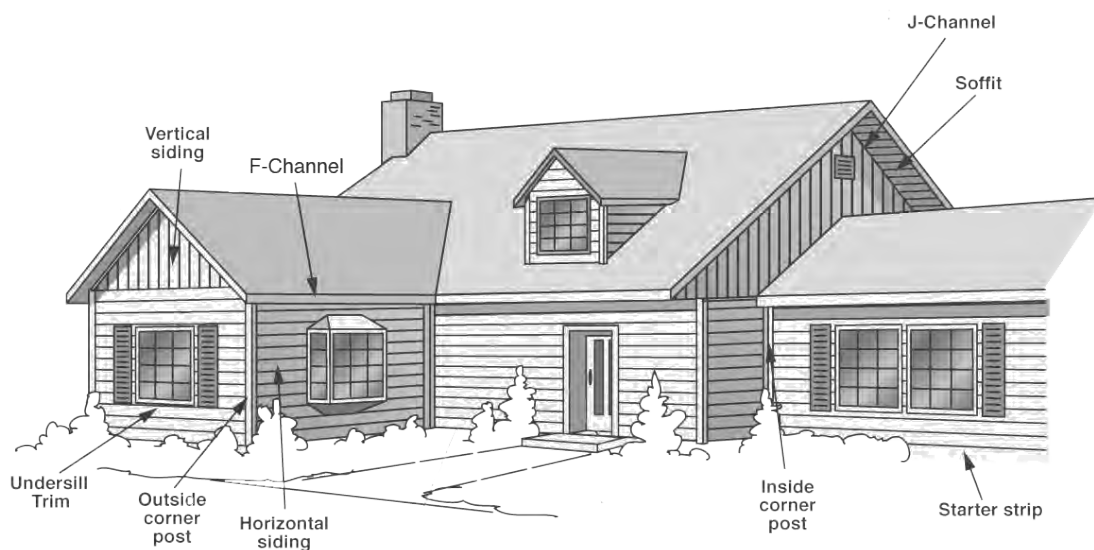 J-Channel
Soffit
Vertical
siding
F-Channel
Undersill
Trim
Outside
corner
post
Horizontal
siding
Inside
corner
post
Starter strip